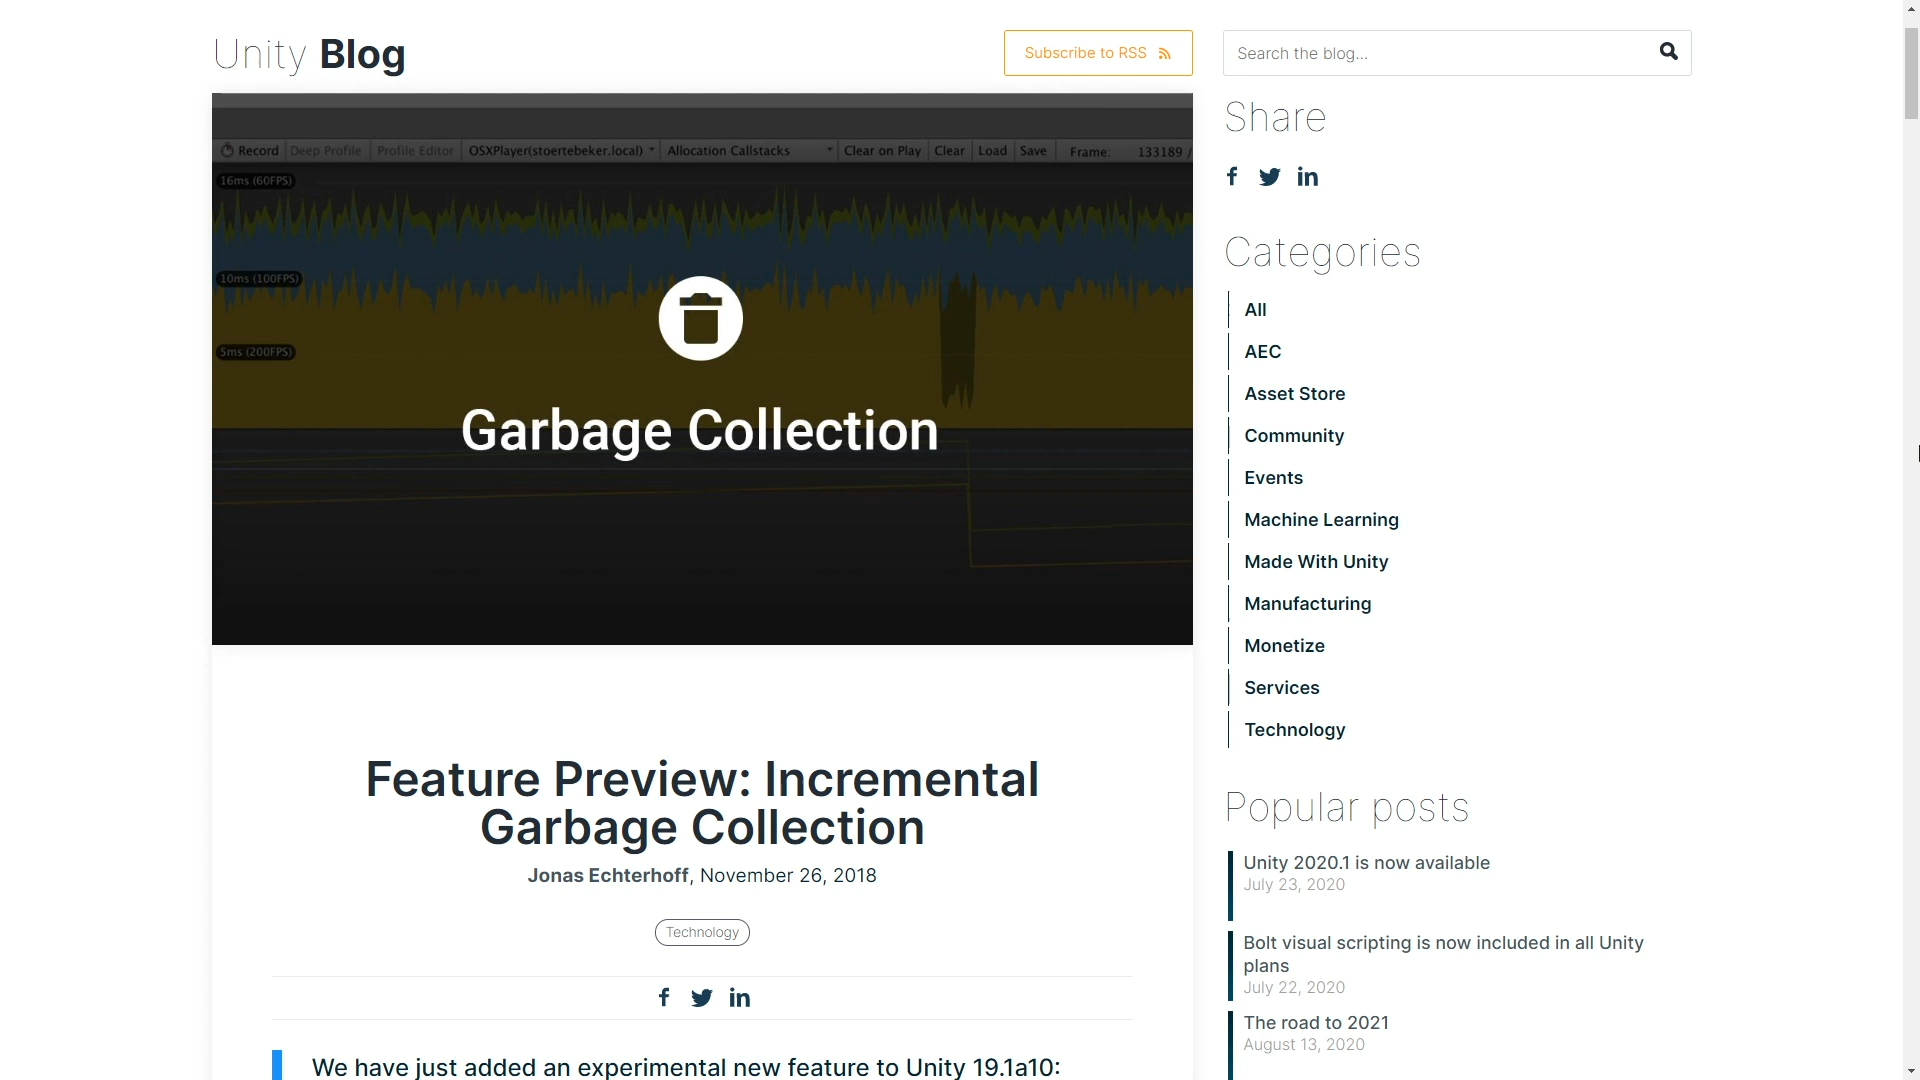 Unity Blog
Subscribe to RSS
Search the blog...
Record Deep Profile Profile Editor OSXPlayer(stoertebeker.local) Allocation Callstacks Clear on Play Clear Load Save Frame: 133189 /
16ms (60FPS)
10ms (100FPS)
5ms (200FPS)
Garbage Collection
Feature Preview: Incremental
Garbage Collection
Jonas Echterhoff, November 26, 2018
Technology
We have just added an experimental new feature to Unity 19.1a10:
Share
Categories
All
AEC
Asset Store
Community
Events
Machine Learning
Made With Unity
Manufacturing
Monetize
Services
Technology
Popular posts
Unity 2020.1 is now available
July 23, 2020
Bolt visual scripting is now included in all Unity
plans
July 22, 2020
The road to 2021
August 13, 2020